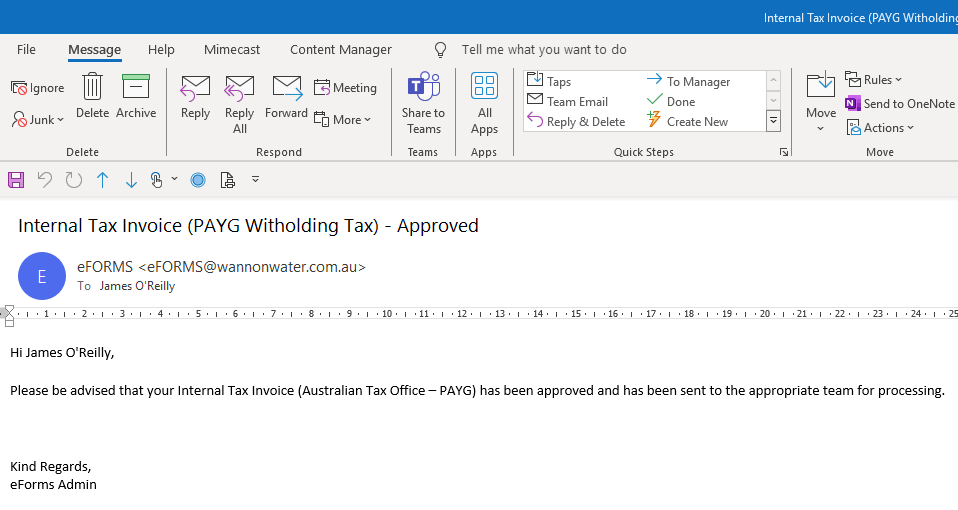 Internal Tax Invoice (PAYG Witholding
File Message Help Mimecast Content Manager Tell me what you want to do
Ignore
Junk
Delete
Archive
Delete
Reply
Reply All
Forward
Meeting
More
Respond
Share to Teams
Teams
All Apps
Apps
Taps
Team Email
Reply & Delete
To Manager
Done
Create New
Quick Steps
Move
Rules
Send to OneNote
Actions
Move
Internal Tax Invoice (PAYG Witholding Tax) - Approved
E
eFORMS <eFORMS@wannonwater.com.au>
To James O'Reilly
1 2 3 4 5 6 7 8 9 10 11 12 13 14 15 16 17 18 19 20 21 22 23 24 25
Hi James O'Reilly,
Please be advised that your Internal Tax Invoice (Australian Tax Office – PAYG) has been approved and has been sent to the appropriate team for processing.
Kind Regards,
eForms Admin